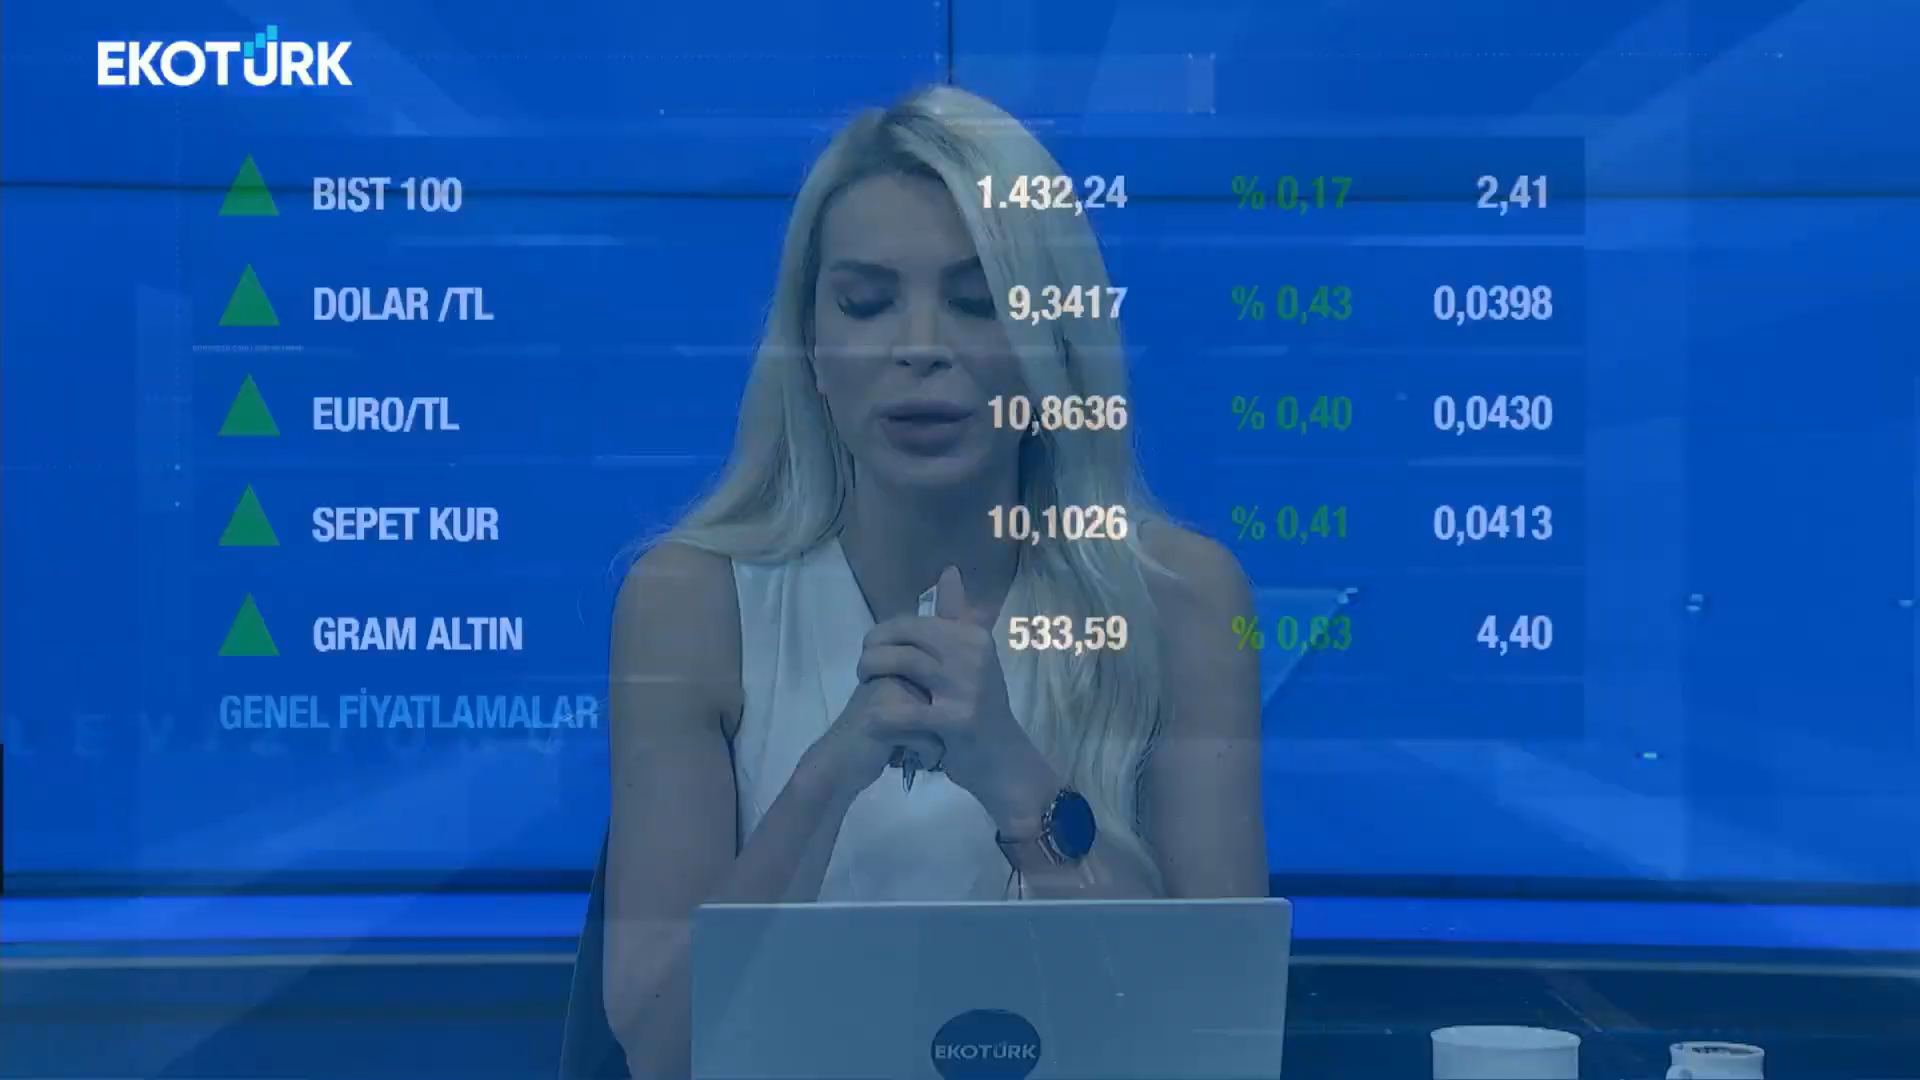 EKOTÜRK
BIST 100 1.432,24 % 0,17 2,41
DOLAR /TL 9,3417 % 0,43 0,0398
EURO/TL 10,8636 % 0,40 0,0430
SEPET KUR 10,1026 % 0,41 0,0413
GRAM ALTIN 533,59 % 0,83 4,40
GENEL FİYATLAMALAR
EKOTÜRK